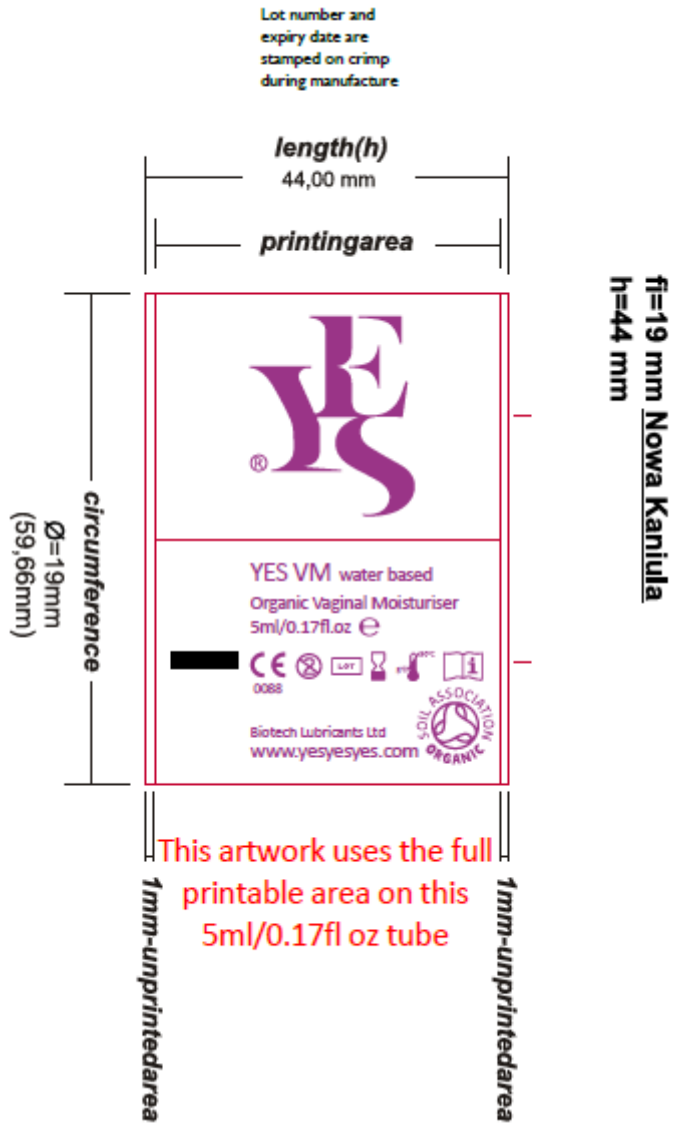 Lot number and
expiry date are
stamped on crimp
during manufacture
length(h)
44,00 mm
printingarea
fi=19 mm Nowa Kaniula
h=44 mm
YES
®
circumference
Ø=19mm
(59,66mm)
YES VM water based
Organic Vaginal Moisturiser
5ml/0.17fl.oz ℮
CE 2 LOT i
0088
SOIL ASSOCIATION
ORGANIC
Biotech Lubricants Ltd
www.yesyesyes.com
This artwork uses the full
printable area on this
5ml/0.17fl oz tube
1mm-unprintedarea
1mm-unprintedarea